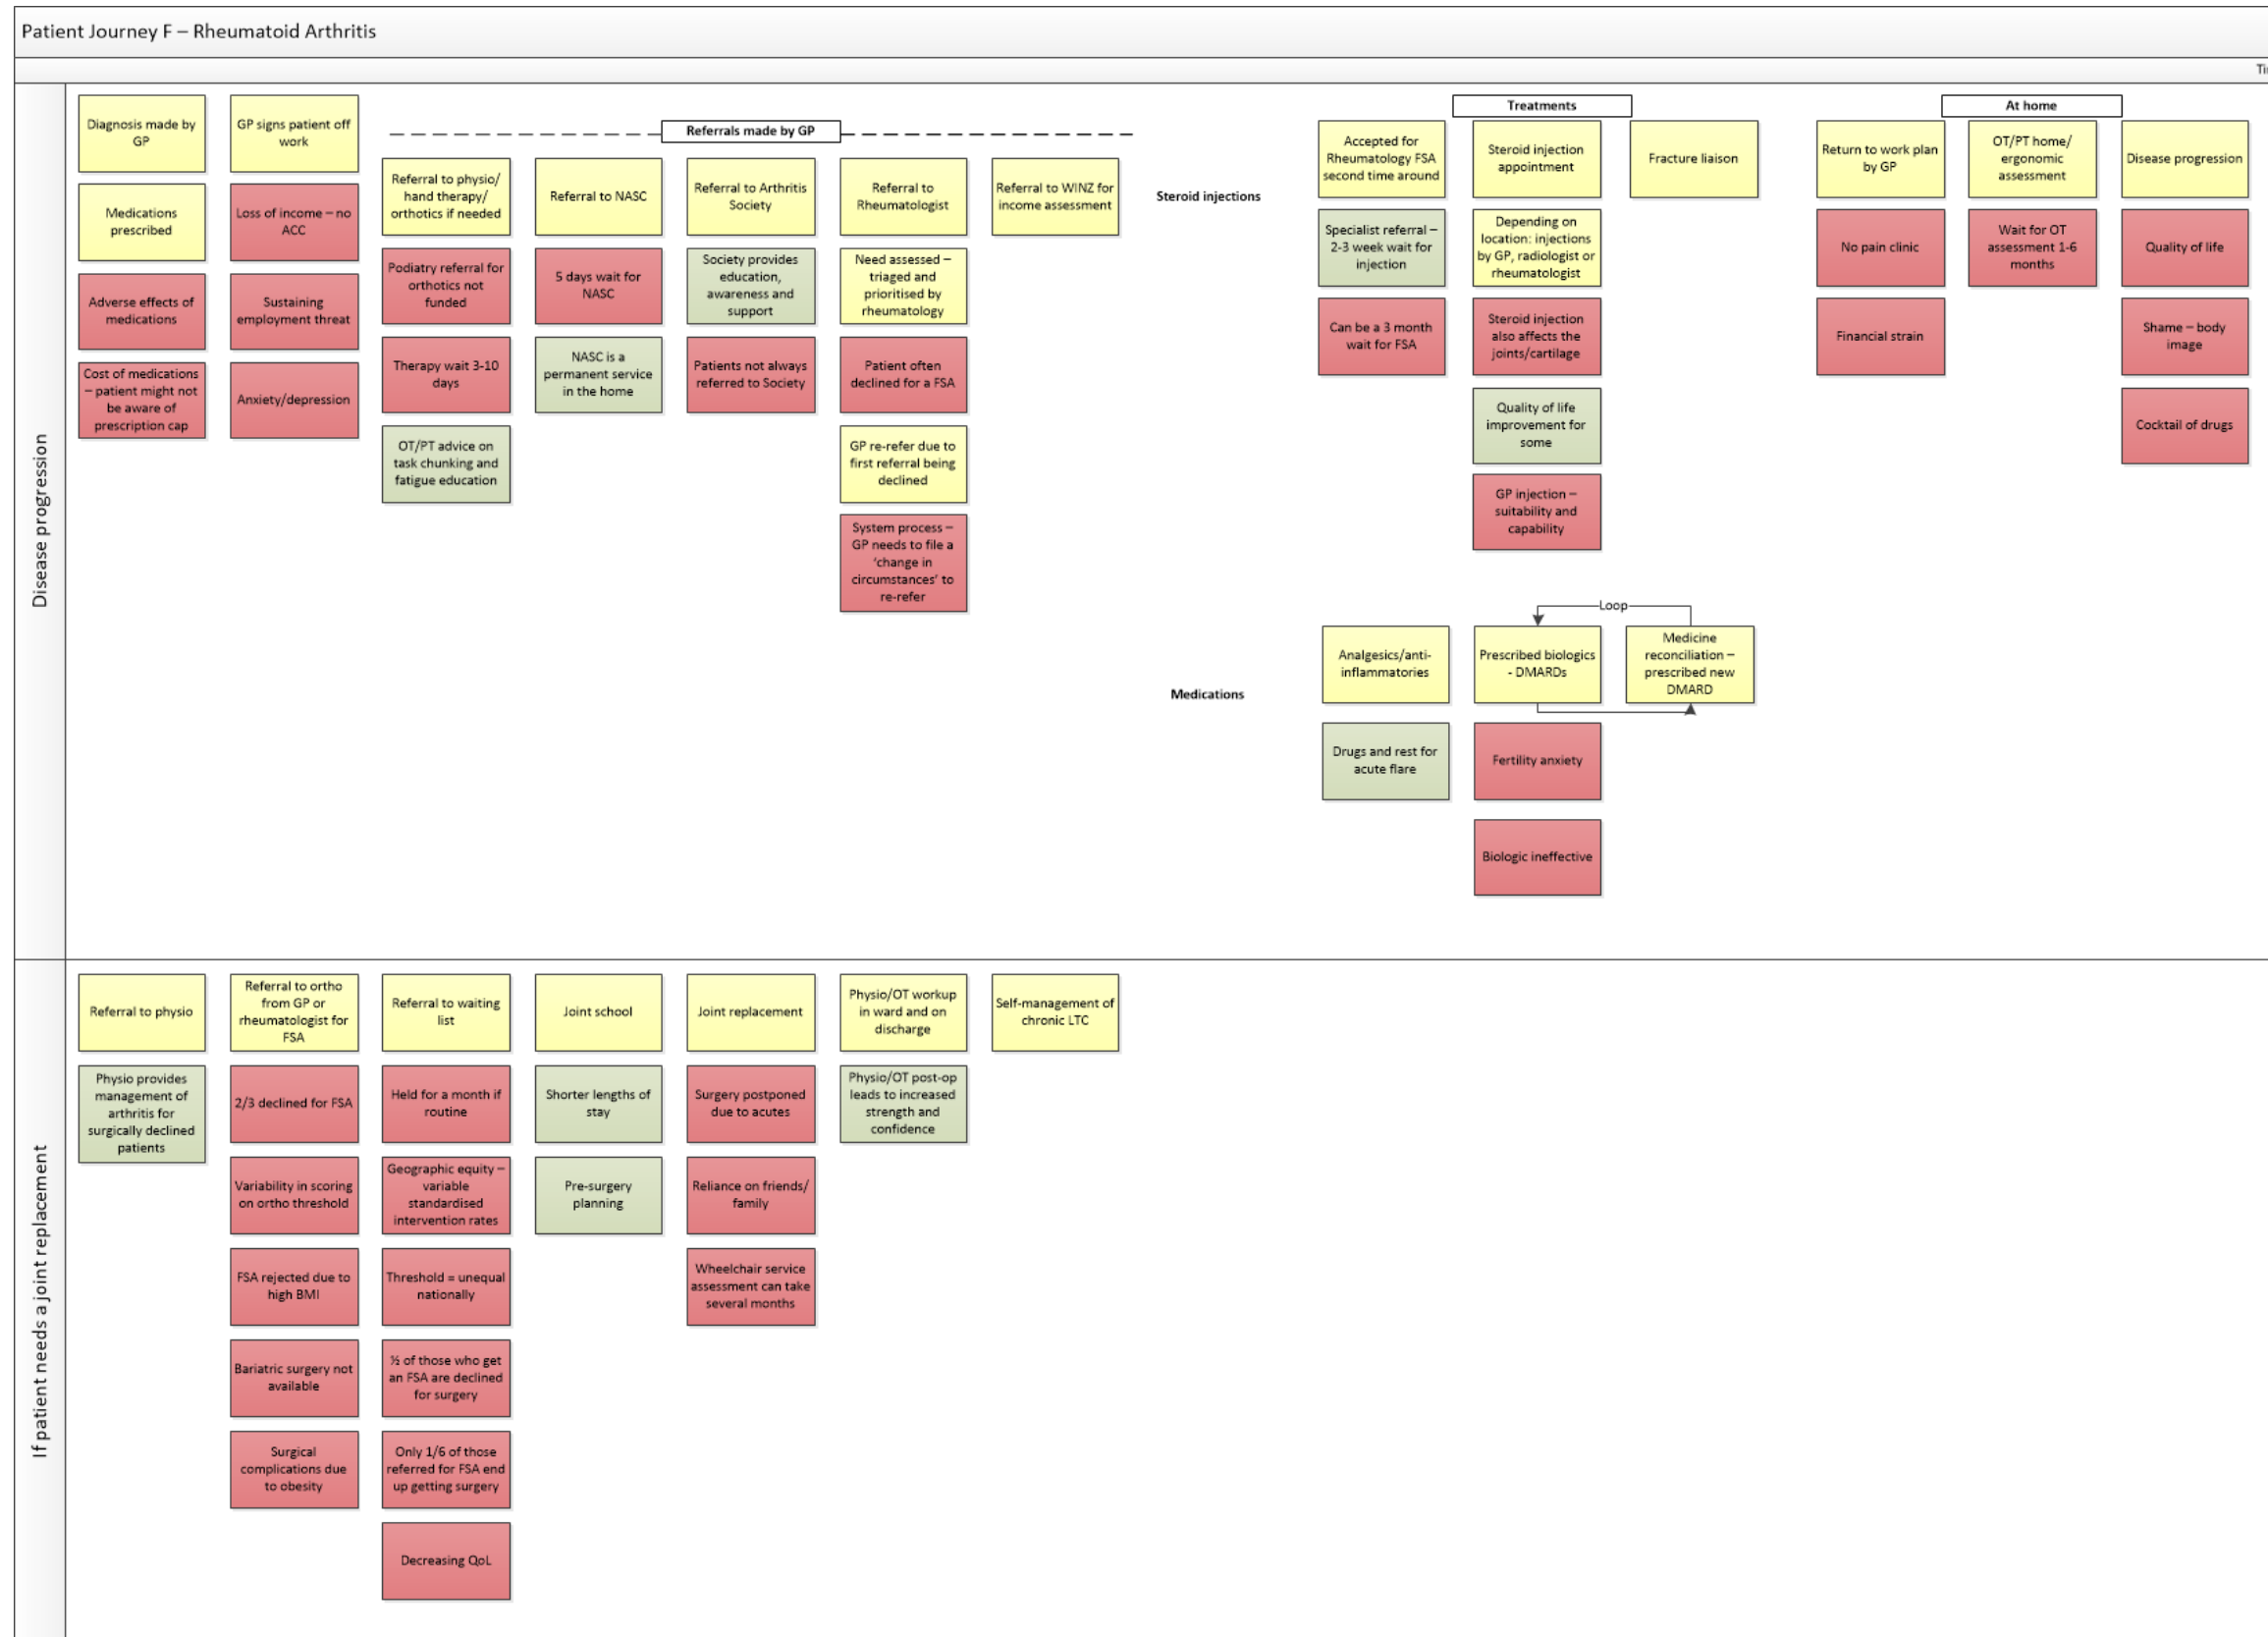 Patient Journey F – Rheumatoid Arthritis
Ti
Disease progression
Diagnosis made by
GP
Medications
prescribed
Adverse effects of
medications
Cost of medications
– patient might not
be aware of
prescription cap
GP signs patient off
work
Loss of income – no
ACC
Sustaining
employment threat
Anxiety/depression
Referrals made by GP
Referral to physio/
hand therapy/
orthotics if needed
Podiatry referral for
orthotics not
funded
Therapy wait 3-10
days
OT/PT advice on
task chunking and
fatigue education
Referral to NASC
5 days wait for
NASC
NASC is a
permanent service
in the home
Referral to Arthritis
Society
Society provides
education,
awareness and
support
Patients not always
referred to Society
Referral to
Rheumatologist
Need assessed –
triaged and
prioritised by
rheumatology
Patient often
declined for a FSA
GP re-refer due to
first referral being
declined
System process –
GP needs to file a
‘change in
circumstances’ to
re-refer
Referral to WINZ for
income assessment
Treatments
Steroid injections
Accepted for
Rheumatology FSA
second time around
Specialist referral –
2-3 week wait for
injection
Can be a 3 month
wait for FSA
Steroid injection
appointment
Depending on
location: injections
by GP, radiologist or
rheumatologist
Steroid injection
also affects the
joints/cartilage
Quality of life
improvement for
some
GP injection –
suitability and
capability
Fracture liaison
Medications
Analgesics/anti-
inflammatories
Drugs and rest for
acute flare
Loop
Prescribed biologics
- DMARDs
Fertility anxiety
Biologic ineffective
Medicine
reconciliation –
prescribed new
DMARD
At home
Return to work plan
by GP
No pain clinic
Financial strain
OT/PT home/
ergonomic
assessment
Wait for OT
assessment 1-6
months
Disease progression
Quality of life
Shame – body
image
Cocktail of drugs
If patient needs a joint replacement
Referral to physio
Physio provides
management of
arthritis for
surgically declined
patients
Referral to ortho
from GP or
rheumatologist for
FSA
2/3 declined for FSA
Variability in scoring
on ortho threshold
FSA rejected due to
high BMI
Bariatric surgery not
available
Surgical
complications due
to obesity
Referral to waiting
list
Held for a month if
routine
Geographic equity –
variable
standardised
intervention rates
Threshold = unequal
nationally
½ of those who get
an FSA are declined
for surgery
Only 1/6 of those
referred for FSA end
up getting surgery
Decreasing QoL
Joint school
Shorter lengths of
stay
Pre-surgery
planning
Joint replacement
Surgery postponed
due to acutes
Reliance on friends/
family
Wheelchair service
assessment can take
several months
Physio/OT workup
in ward and on
discharge
Physio/OT post-op
leads to increased
strength and
confidence
Self-management of
chronic LTC